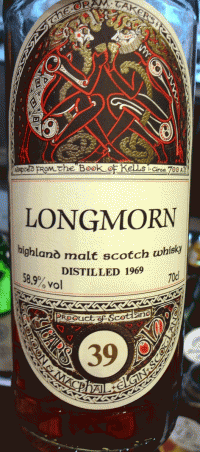 THE DRAM TAKERS
Adapted from the Book of Kells - Circa 700 A.D.
LONGMORN
highland malt scotch whisky
DISTILLED 1969
58.9% vol 70cl
Product of Scotland
YEARS 39 OLD
GORDON & MACPHAIL · ELGIN · SCOTLAND